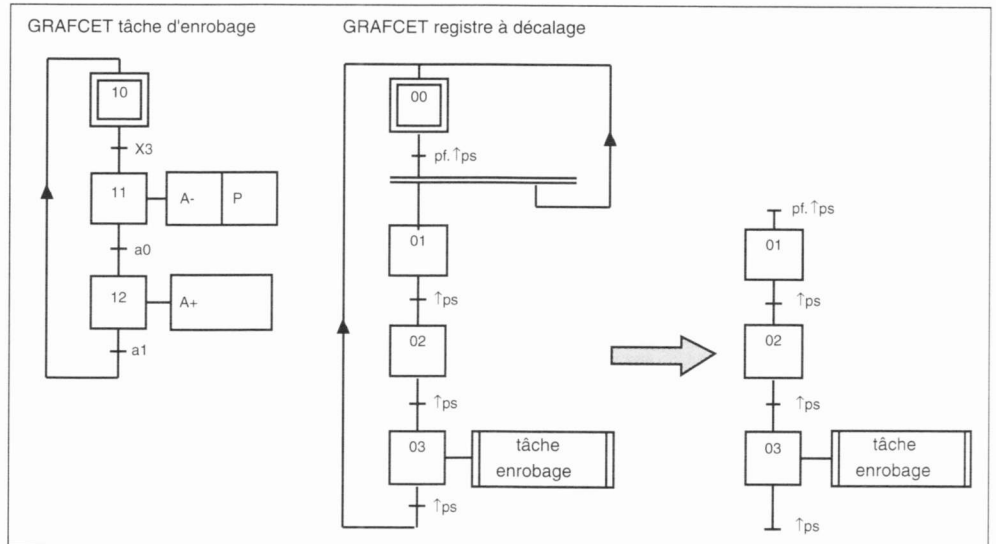 GRAFCET tâche d'enrobage
10
X3
11
A-
P
a0
12
A+
a1
GRAFCET registre à décalage
00
pf.↑ps
01
↑ps
02
↑ps
03
tâche
enrobage
↑ps
pf.↑ps
01
↑ps
02
↑ps
03
tâche
enrobage
↑ps